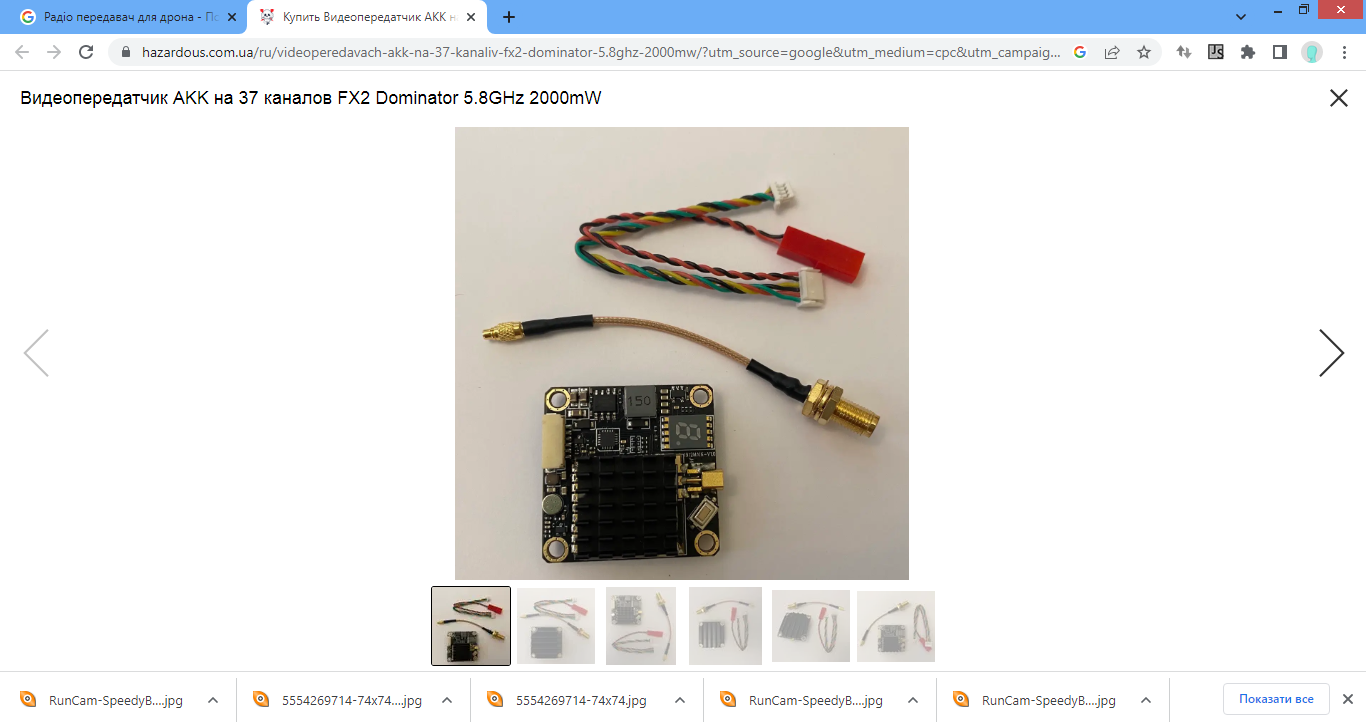 Радіо передавач для дрона - По
Купить Видеопередатчик AKK на
hazardous.com.ua/ru/videoperedavach-akk-na-37-kanaliv-fx2-dominator-5.8ghz-2000mw/?utm_source=google&utm_medium=cpc&utm_campaig...
Видеопередатчик AKK на 37 каналов FX2 Dominator 5.8GHz 2000mW
150
8
RunCam-SpeedyB....jpg
5554269714-74x74....jpg
5554269714-74x74.jpg
RunCam-SpeedyB....jpg
RunCam-SpeedyB....jpg
Показати все